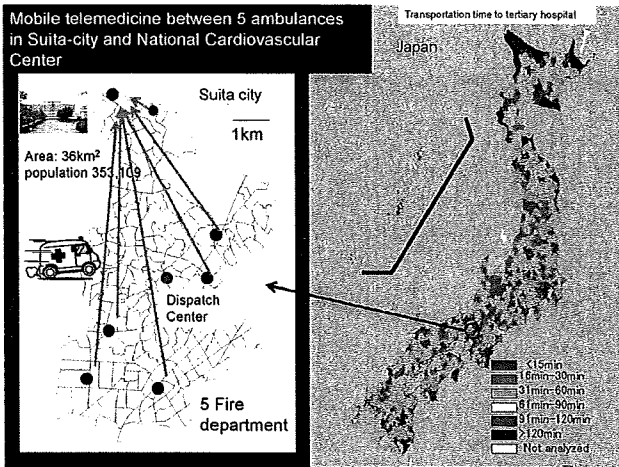 Mobile telemedicine between 5 ambulances
in Suita-city and National Cardiovascular
Center
Suita city
1km
Area: 36km²
population 353,109
Dispatch
Center
5 Fire
department
Transportation time to tertiary hospital
Japan
≤15min
16min-30min
31min-60min
61min-90min
91min-120min
>120min
Not analyzed